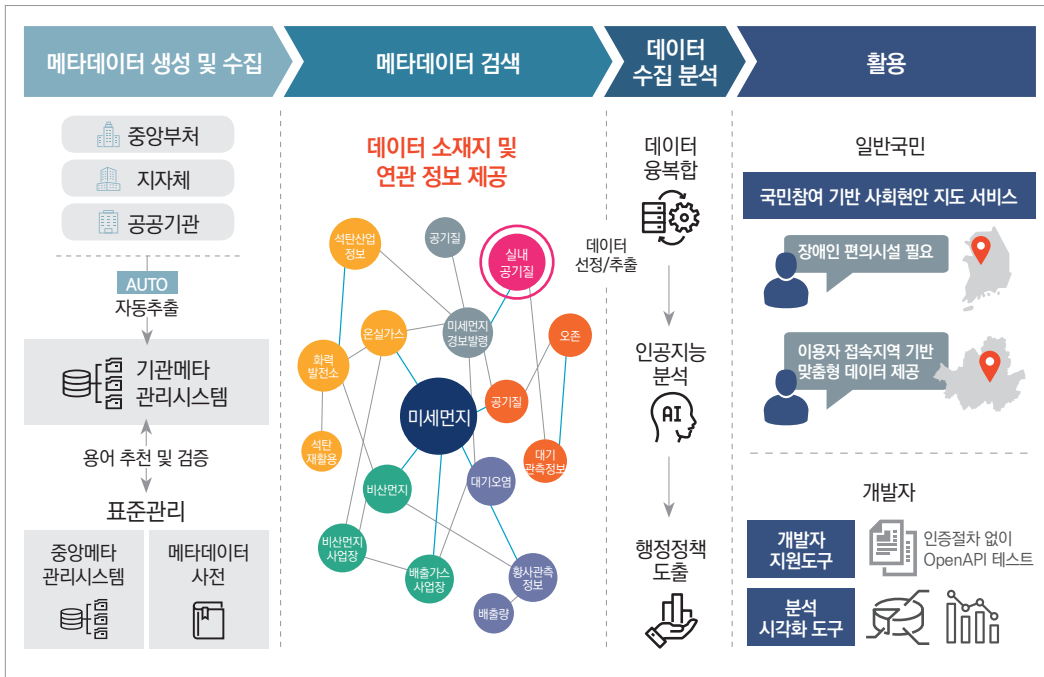 메타데이터 생성 및 수집
메타데이터 검색
데이터
수집 분석
활용
중앙부처
지자체
공공기관
AUTO
자동추출
기관메타
관리시스템
용어 추천 및 검증
표준관리
중앙메타
관리시스템
메타데이터
사전
데이터 소재지 및
연관 정보 제공
석탄산업
정보
공기질
실내
공기질
온실가스
미세먼지
경보발령
오존
화력
발전소
미세먼지
공기질
석탄
재활용
비산먼지
대기오염
대기
관측정보
비산먼지
사업장
배출가스
사업장
황사관측
정보
배출량
데이터
선정/추출
데이터
융복합
인공지능
분석
AI
행정정책
도출
일반국민
국민참여 기반 사회현안 지도 서비스
장애인 편의시설 필요
이용자 접속지역 기반
맞춤형 데이터 제공
개발자
개발자
지원도구
인증절차 없이
OpenAPI 테스트
분석
시각화 도구